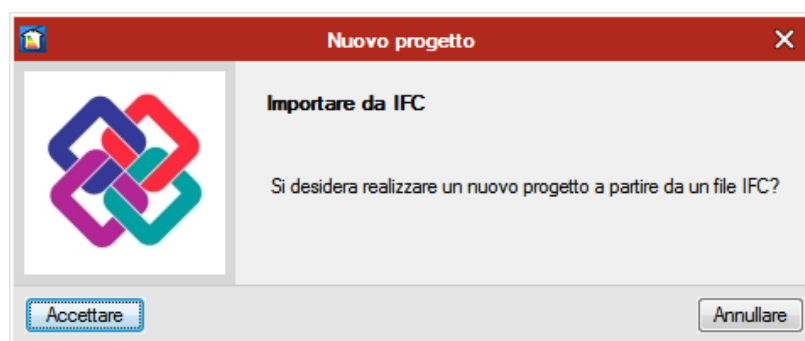 Nuovo progetto
Importare da IFC
Si desidera realizzare un nuovo progetto a partire da un file IFC?
Accettare
Annullare